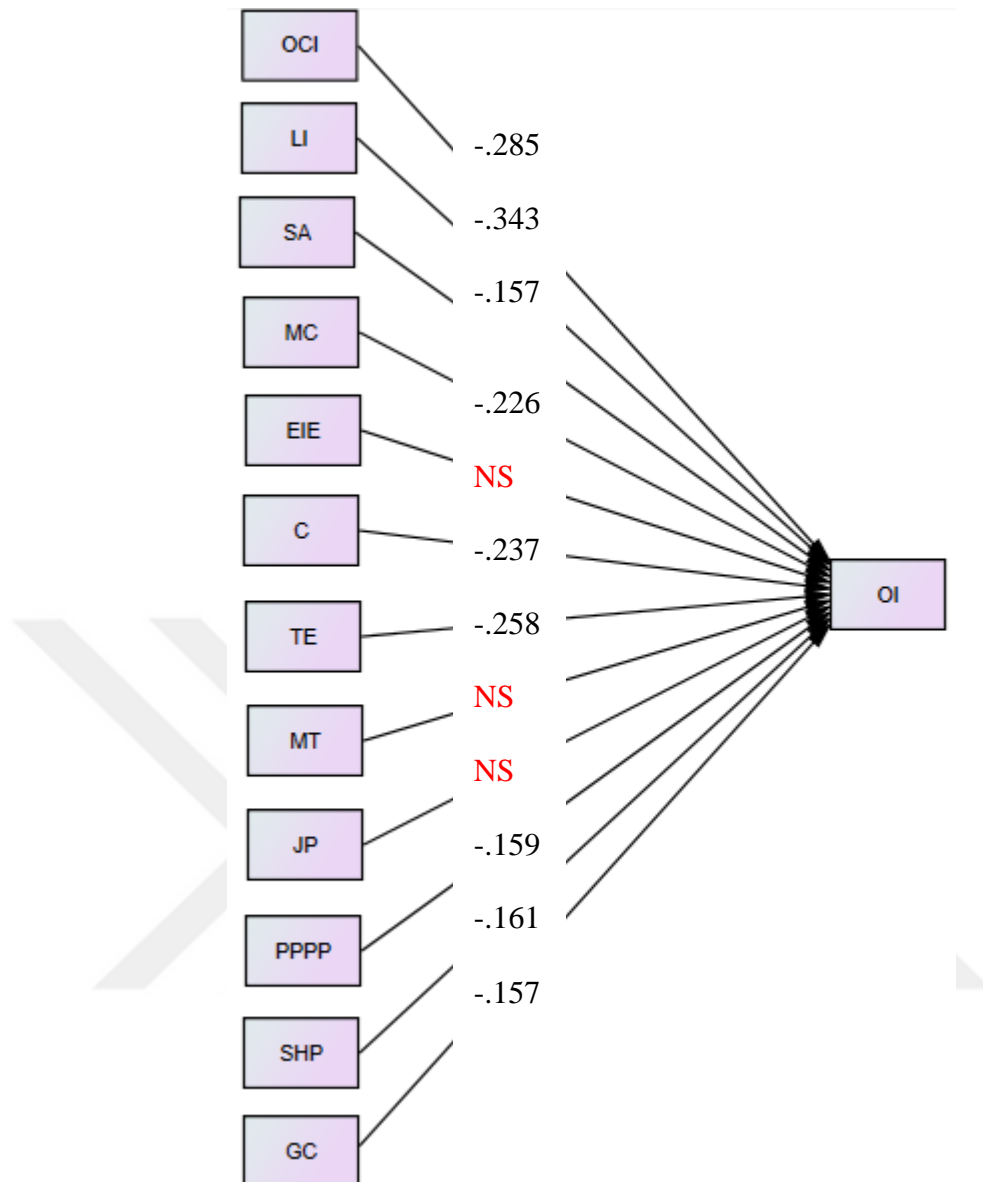 OCI
-.285
LI
-.343
SA
-.157
MC
-.226
EIE
NS
C
-.237
OI
TE
-.258
MT
NS
NS
JP
-.159
PPPP
-.161
-.157
SHP
GC